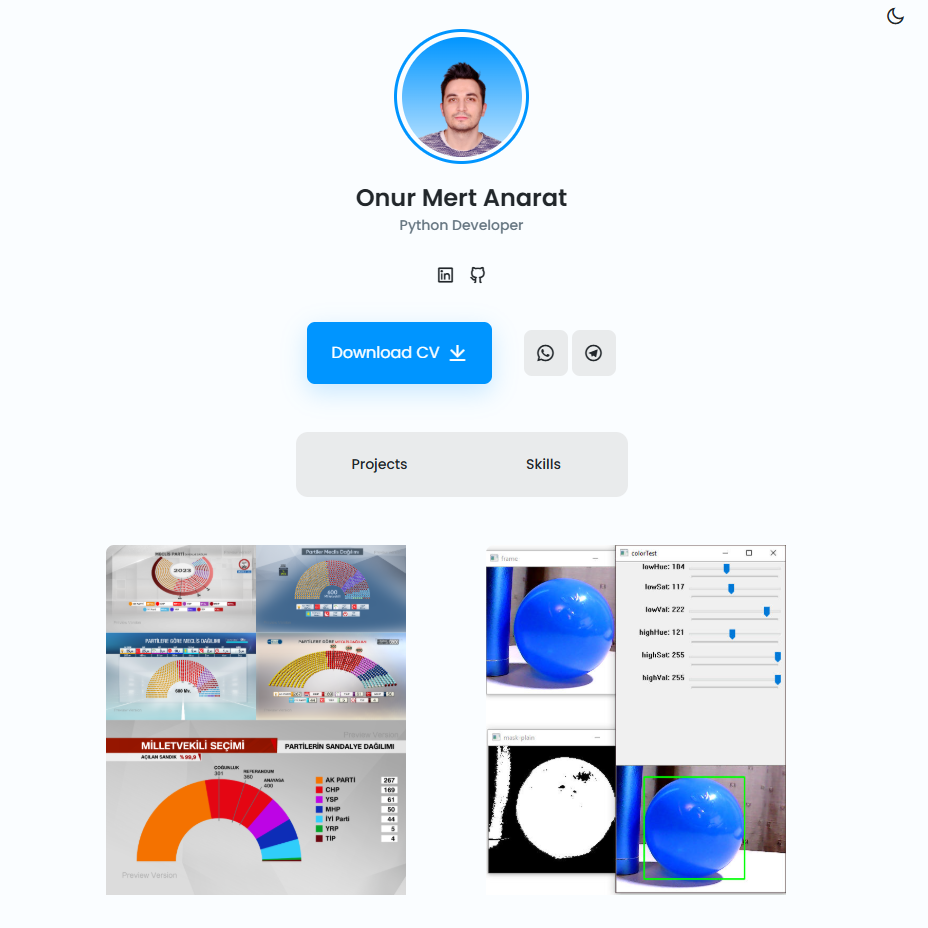 Onur Mert Anarat
Python Developer
Download CV
Projects
Skills
MECLİS PARTİ
2023
Partiler Meclis Dağılımı
600
PARTİLERE GÖRE MECLİS DAĞILIMI
600 Mv.
PARTİLERE GÖRE
Preview Version
MİLLETVEKİLİ SEÇİMİ
PARTİLERİN SANDALYE DAĞILIMI
AÇILAN SANDIK %99,9
ÇOĞUNLUK
301
REFERANDUM
360
ANAYASA
400
AK PARTİ 267
CHP 169
YSP 61
MHP 50
İYİ Parti 44
YRP 5
TİP 4
Preview Version
frame
mask-plain
colorTest
lowHue: 104
lowSat: 117
lowVal: 222
highHue: 121
highSat: 255
highVal: 255